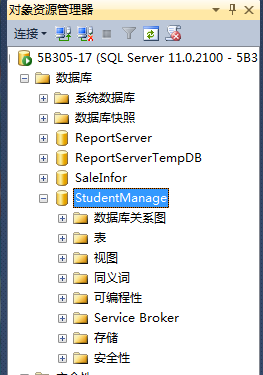 对象资源管理器
连接
5B305-17 (SQL Server 11.0.2100 - 5B3
数据库
系统数据库
数据库快照
ReportServer
ReportServerTempDB
SaleInfor
StudentManage
数据库关系图
表
视图
同义词
可编程性
Service Broker
存储
安全性
安全性